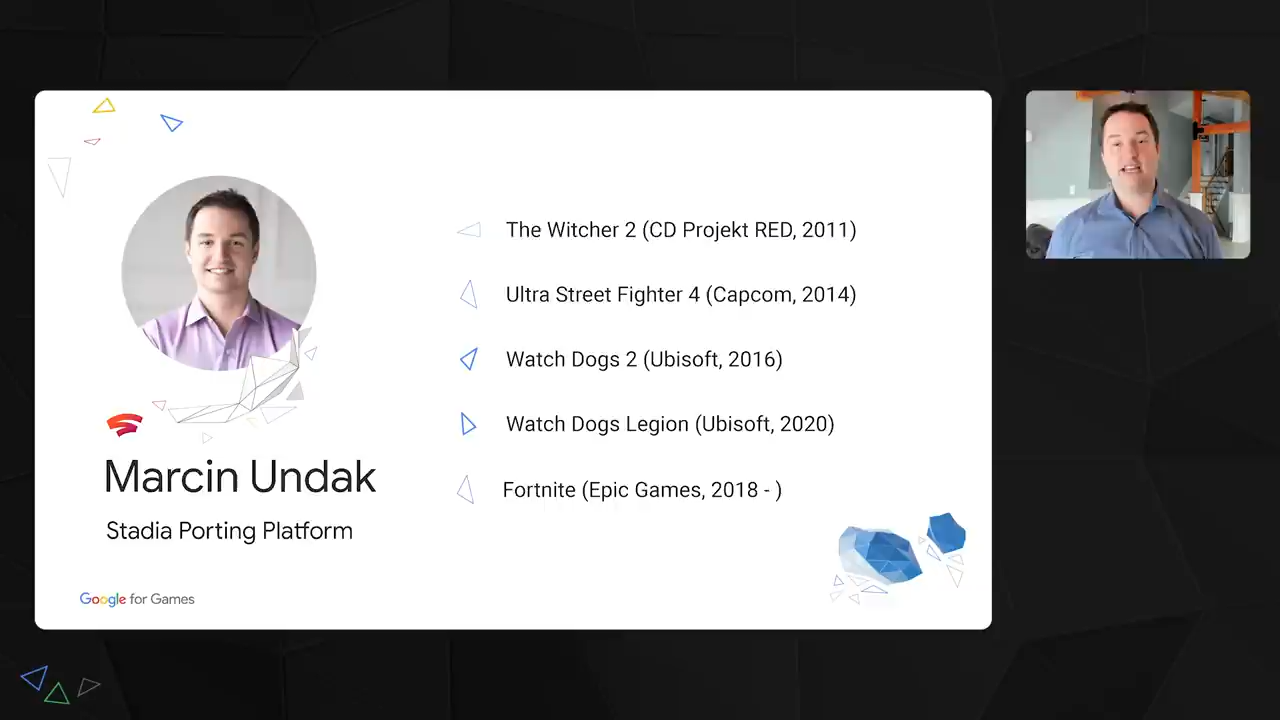 The Witcher 2 (CD Projekt RED, 2011)
Ultra Street Fighter 4 (Capcom, 2014)
Watch Dogs 2 (Ubisoft, 2016)
Watch Dogs Legion (Ubisoft, 2020)
Fortnite (Epic Games, 2018 - )
Marcin Undak
Stadia Porting Platform
Google for Games